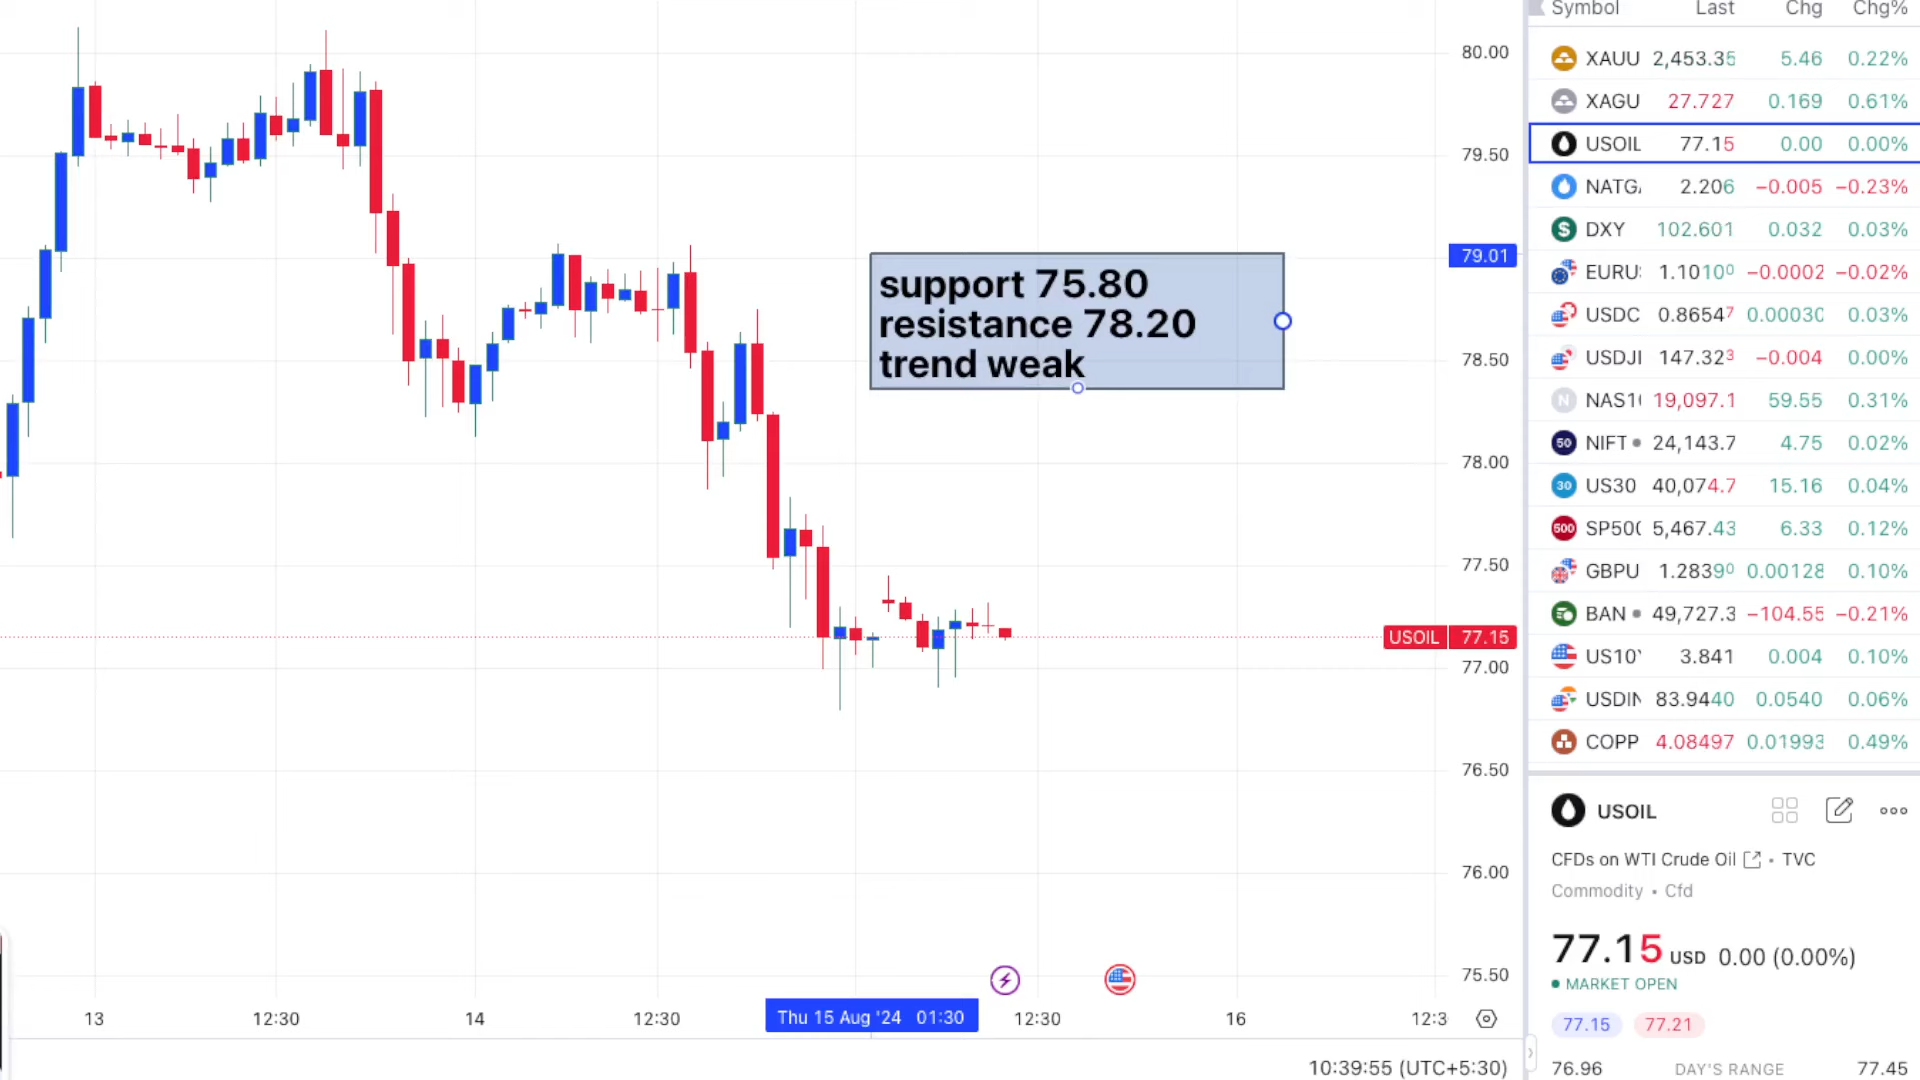 Symbol Last Chg Chg%
80.00
79.50
79.01
78.50
78.00
77.50
USOIL 77.15
77.00
76.50
76.00
75.50
support 75.80
resistance 78.20
trend weak
13 12:30 14 12:30 Thu 15 Aug '24 01:30 12:30 16 12:3
10:39:55 (UTC+5:30)
XAUU 2,453.35 5.46 0.22%
XAGU 27.727 0.169 0.61%
USOIL 77.15 0.00 0.00%
NATG 2.206 −0.005 −0.23%
DXY 102.601 0.032 0.03%
EURU 1.10100 −0.0002 −0.02%
USDC 0.86547 0.00030 0.03%
USDJ 147.323 −0.004 0.00%
N NAS1 19,097.1 59.55 0.31%
50 NIFT 24,143.7 4.75 0.02%
30 US30 40,074.7 15.16 0.04%
500 SP500 5,467.43 6.33 0.12%
GBPU 1.28390 0.00128 0.10%
BAN 49,727.3 −104.55 −0.21%
US10 3.841 0.004 0.10%
USDIN 83.9440 0.0540 0.06%
COPP 4.08497 0.01993 0.49%
USOIL
CFDs on WTI Crude Oil • TVC
Commodity • Cfd
77.15 USD 0.00 (0.00%)
MARKET OPEN
77.15 77.21
76.96 DAY'S RANGE 77.45